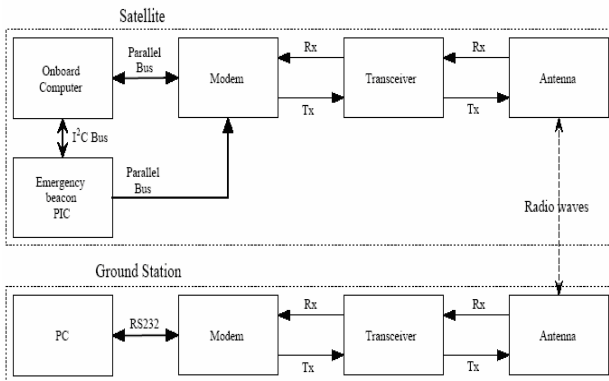 Satellite
Onboard
Computer
Parallel
Bus
Modem
Rx
Tx
Transceiver
Rx
Tx
Antenna
I²C Bus
Emergency
beacon
PIC
Parallel
Bus
Radio waves
Ground Station
PC
RS232
Modem
Rx
Tx
Transceiver
Rx
Tx
Antenna